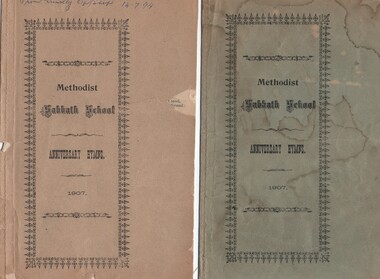 Methodist
Sabbath School
ANNIVERSARY HYMNS,
1907.
Methodist
Sabbath School
ANNIVERSARY HYMNS,
1907.